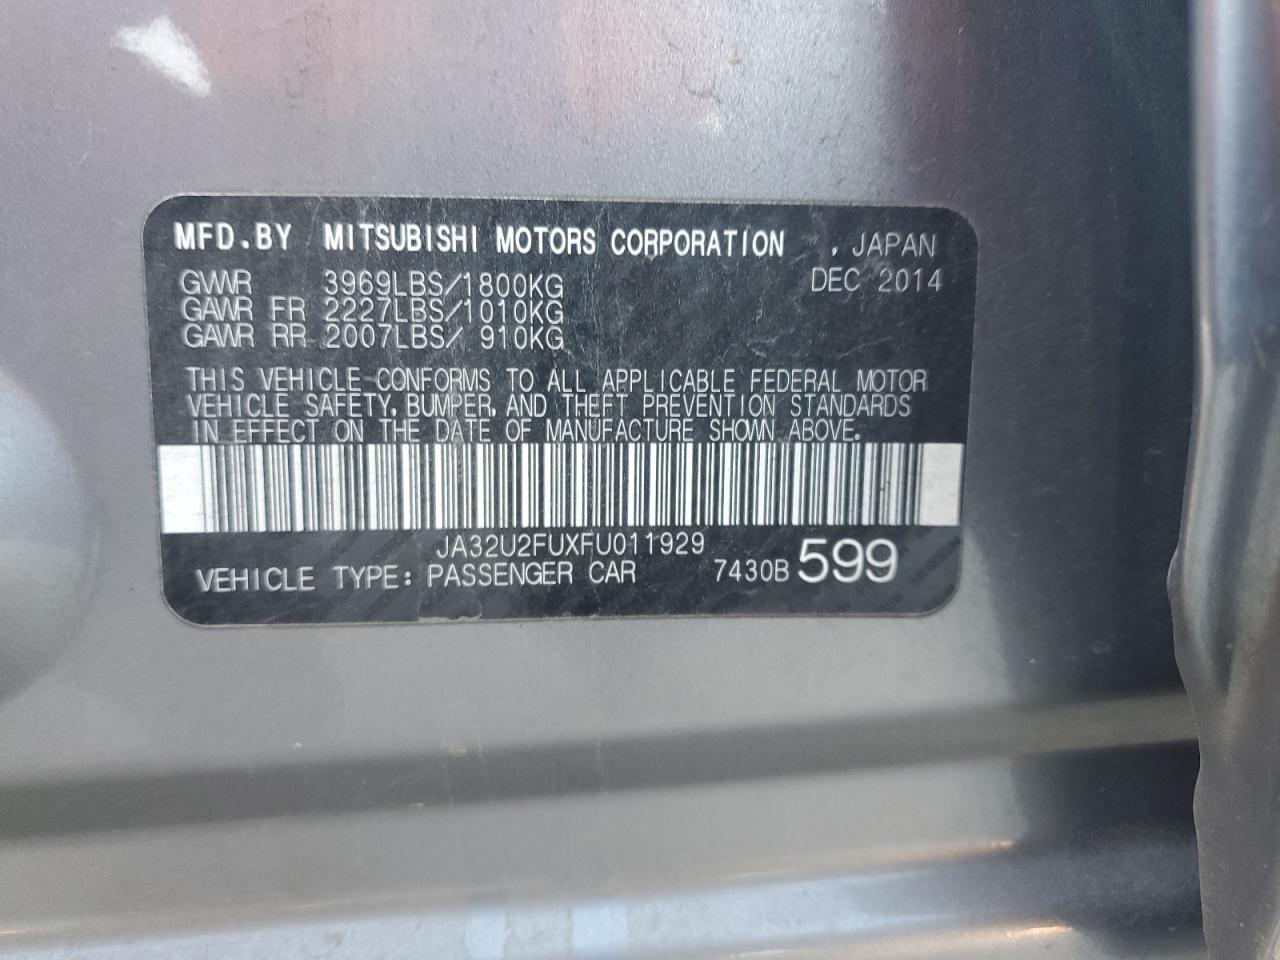 MFD.BY MITSUBISHI MOTORS CORPORATION , JAPAN
GVWR 3969LBS/1800KG DEC 2014
GAWR FR 2227LBS/1010KG
GAWR RR 2007LBS/ 910KG
THIS VEHICLE CONFORMS TO ALL APPLICABLE FEDERAL MOTOR
VEHICLE SAFETY, BUMPER, AND THEFT PREVENTION STANDARDS
IN EFFECT ON THE DATE OF MANUFACTURE SHOWN ABOVE.
JA32U2FUXFU011929
VEHICLE TYPE: PASSENGER CAR 7430B 599